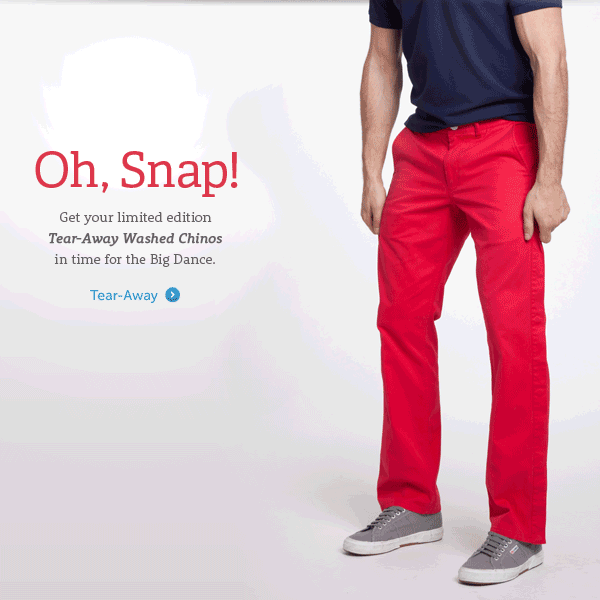 Oh, Snap!
Get your limited edition
Tear-Away Washed Chinos
in time for the Big Dance.
Tear-Away